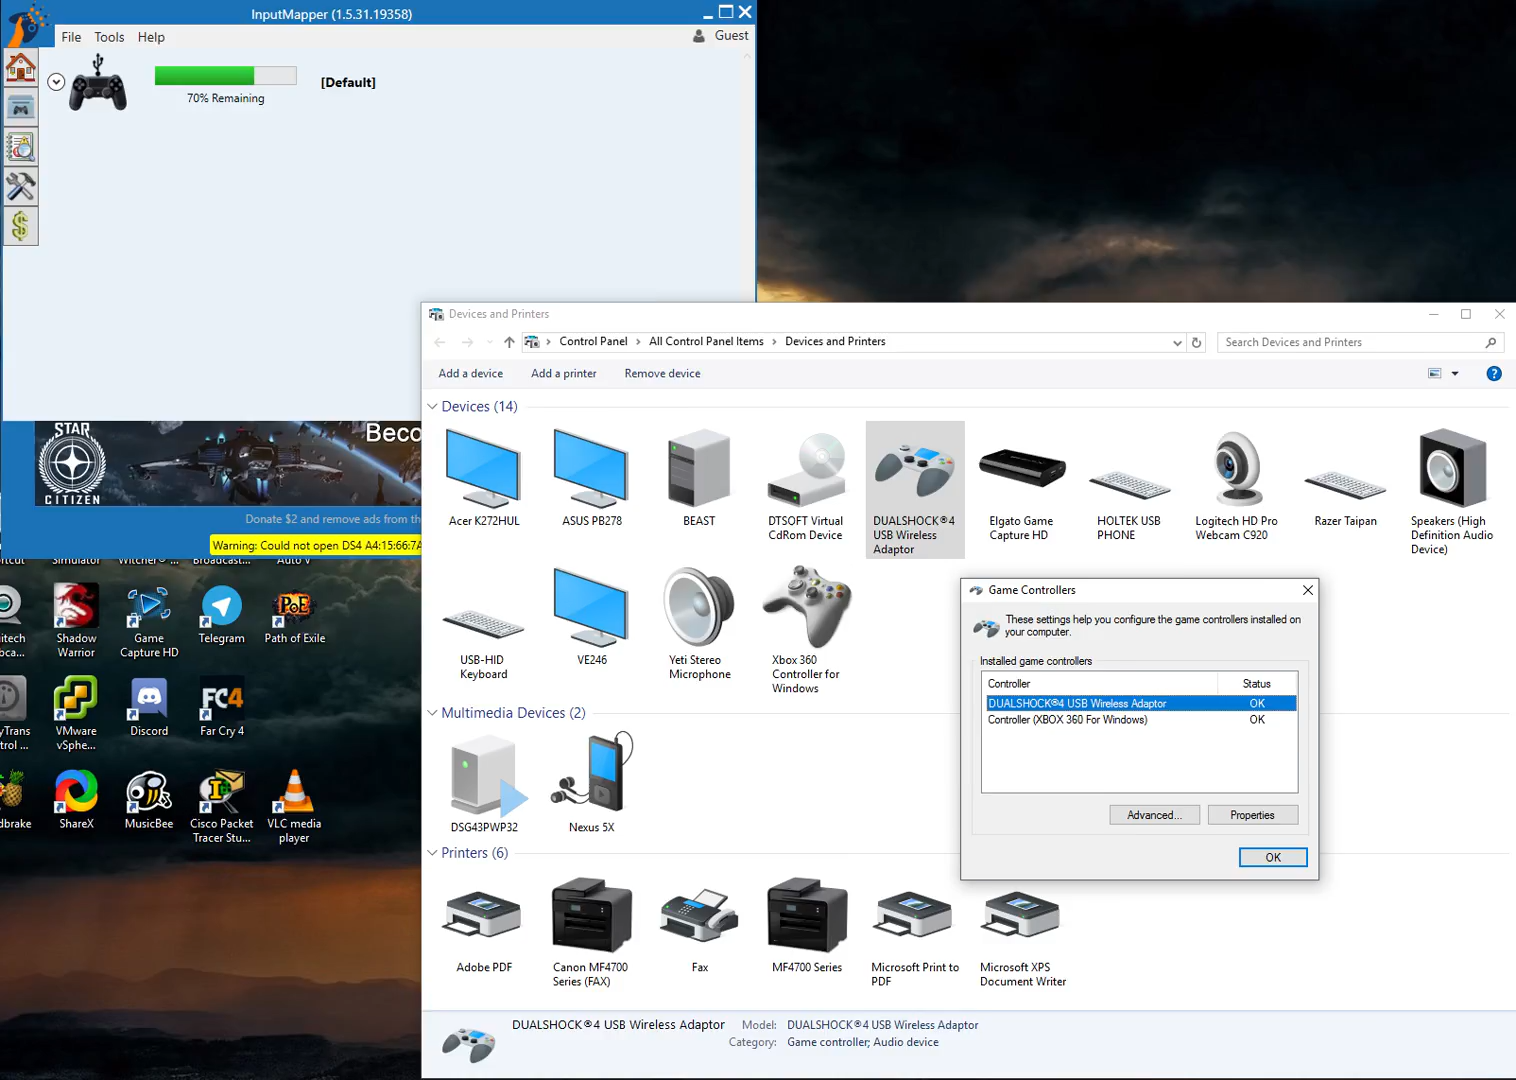 InputMapper (1.5.31.19358)
File Tools Help
Guest
70% Remaining
[Default]
STAR
CITIZEN
Beco
Donate $2 and remove ads from th
Warning: Could not open DS4 A4:15:66:7A
Simulator
Witcher® ...
Broadcast...
Auto V
Shadow
Warrior
Game
Capture HD
Telegram
Path of Exile
VMware
vSphe...
Discord
Far Cry 4
FC4
ShareX
MusicBee
Cisco Packet
Tracer Stu...
VLC media
player
Devices and Printers
Control Panel > All Control Panel Items > Devices and Printers
Search Devices and Printers
Add a device
Add a printer
Remove device
Devices (14)
Acer K272HUL
ASUS PB278
BEAST
DTSOFT Virtual
CdRom Device
DUALSHOCK®4
USB Wireless
Adaptor
Elgato Game
Capture HD
HOLTEK USB
PHONE
Logitech HD Pro
Webcam C920
Razer Taipan
Speakers (High
Definition Audio
Device)
USB-HID
Keyboard
VE246
Yeti Stereo
Microphone
Xbox 360
Controller for
Windows
Multimedia Devices (2)
DSG43PWP32
Nexus 5X
Printers (6)
Adobe PDF
Canon MF4700
Series (FAX)
Fax
MF4700 Series
Microsoft Print to
PDF
Microsoft XPS
Document Writer
DUALSHOCK®4 USB Wireless Adaptor
Model: DUALSHOCK®4 USB Wireless Adaptor
Category: Game controller; Audio device
Game Controllers
These settings help you configure the game controllers installed on
your computer.
Installed game controllers
Controller Status
DUALSHOCK®4 USB Wireless Adaptor OK
Controller (XBOX 360 For Windows) OK
Advanced...
Properties
OK